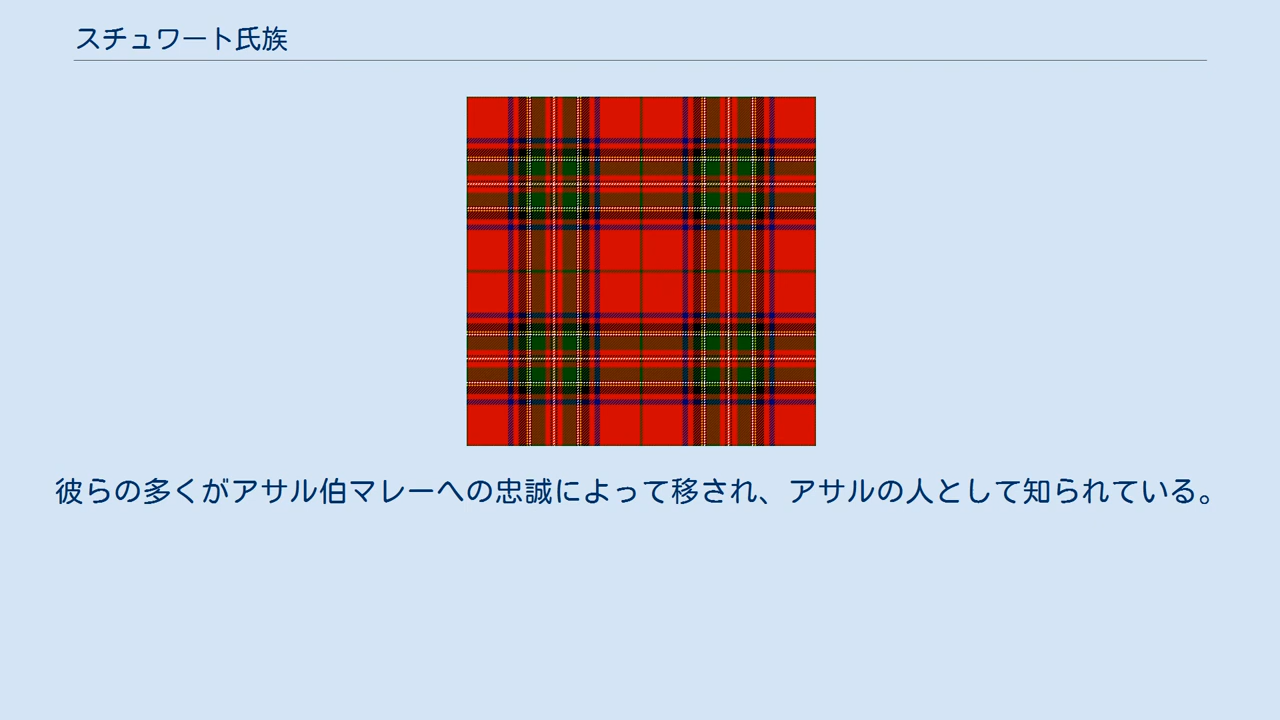 スチュワート氏族
彼らの多くがアサル伯マレーへの忠誠によって移され、アサルの人として知られている。